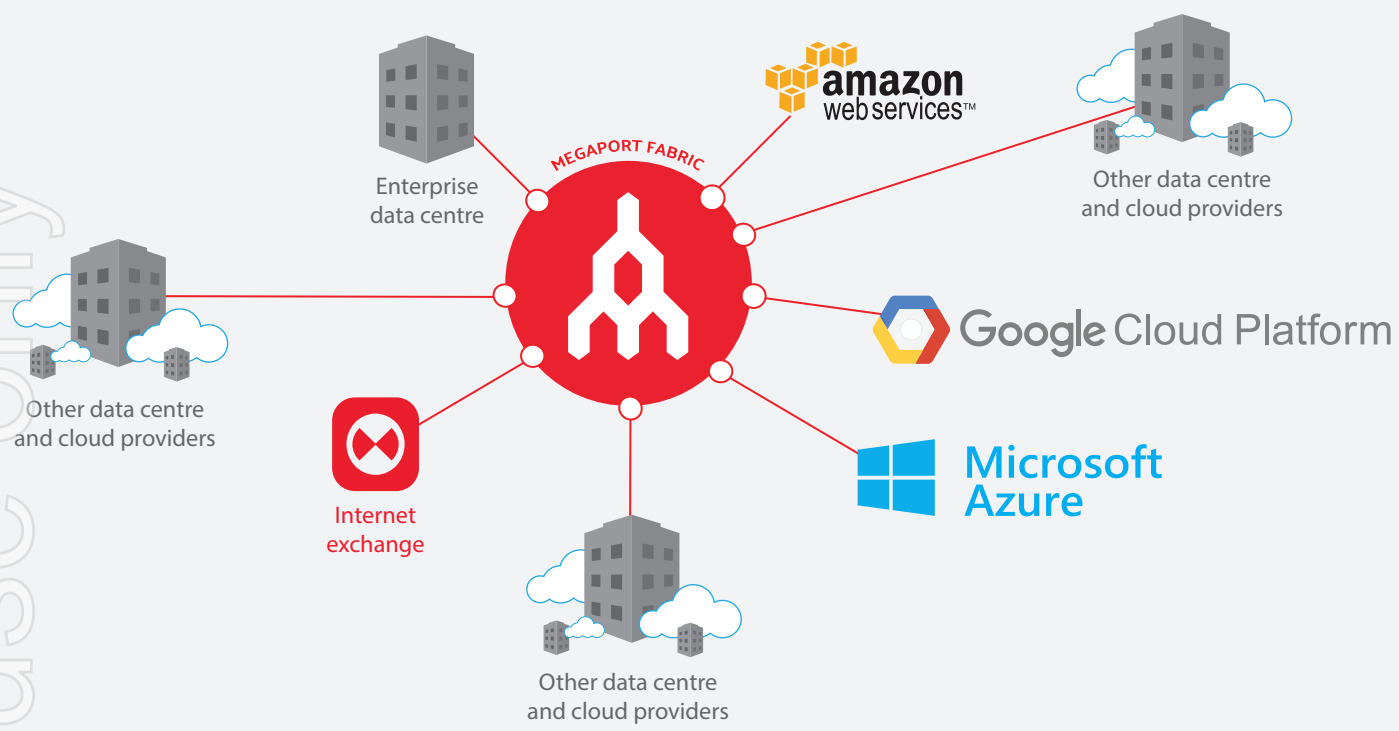 amazon
web services™
Enterprise
data centre
MEGAPORT FABRIC
Other data centre
and cloud providers
Google Cloud Platform
Other data centre
and cloud providers
Microsoft
Azure
Internet
exchange
Other data centre
and cloud providers